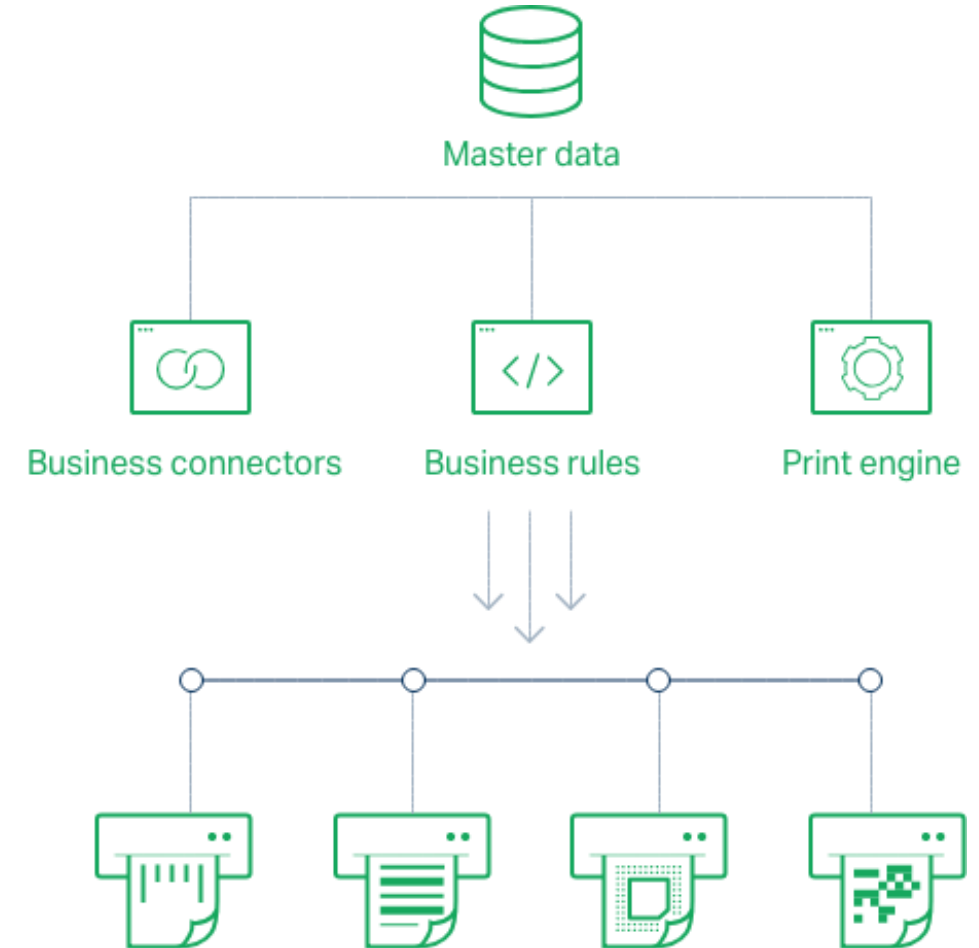 Master data
Business connectors
Business rules
Print engine